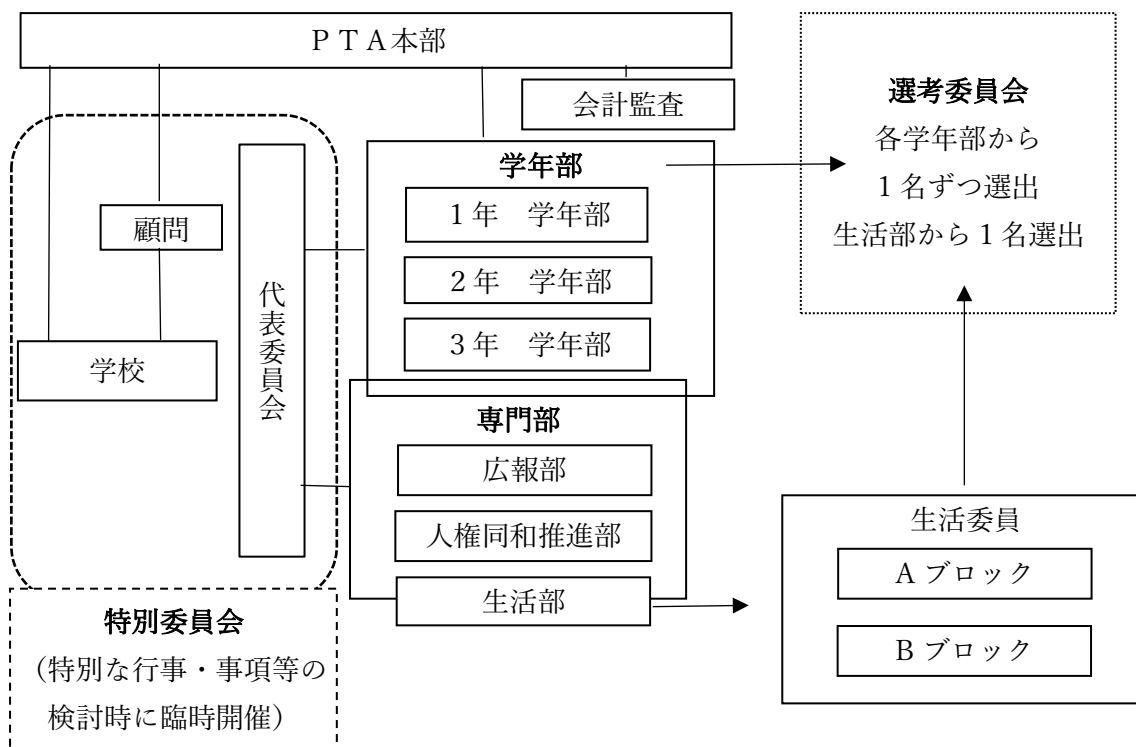 ＰＴＡ本部
会計監査
選考委員会
各学年部から
１名ずつ選出
生活部から１名選出
学年部
１年　学年部
２年　学年部
３年　学年部
顧問
学校
代表委員会
専門部
広報部
人権同和推進部
生活部
生活委員
A ブロック
B ブロック
特別委員会
（特別な行事・事項等の
検討時に臨時開催）